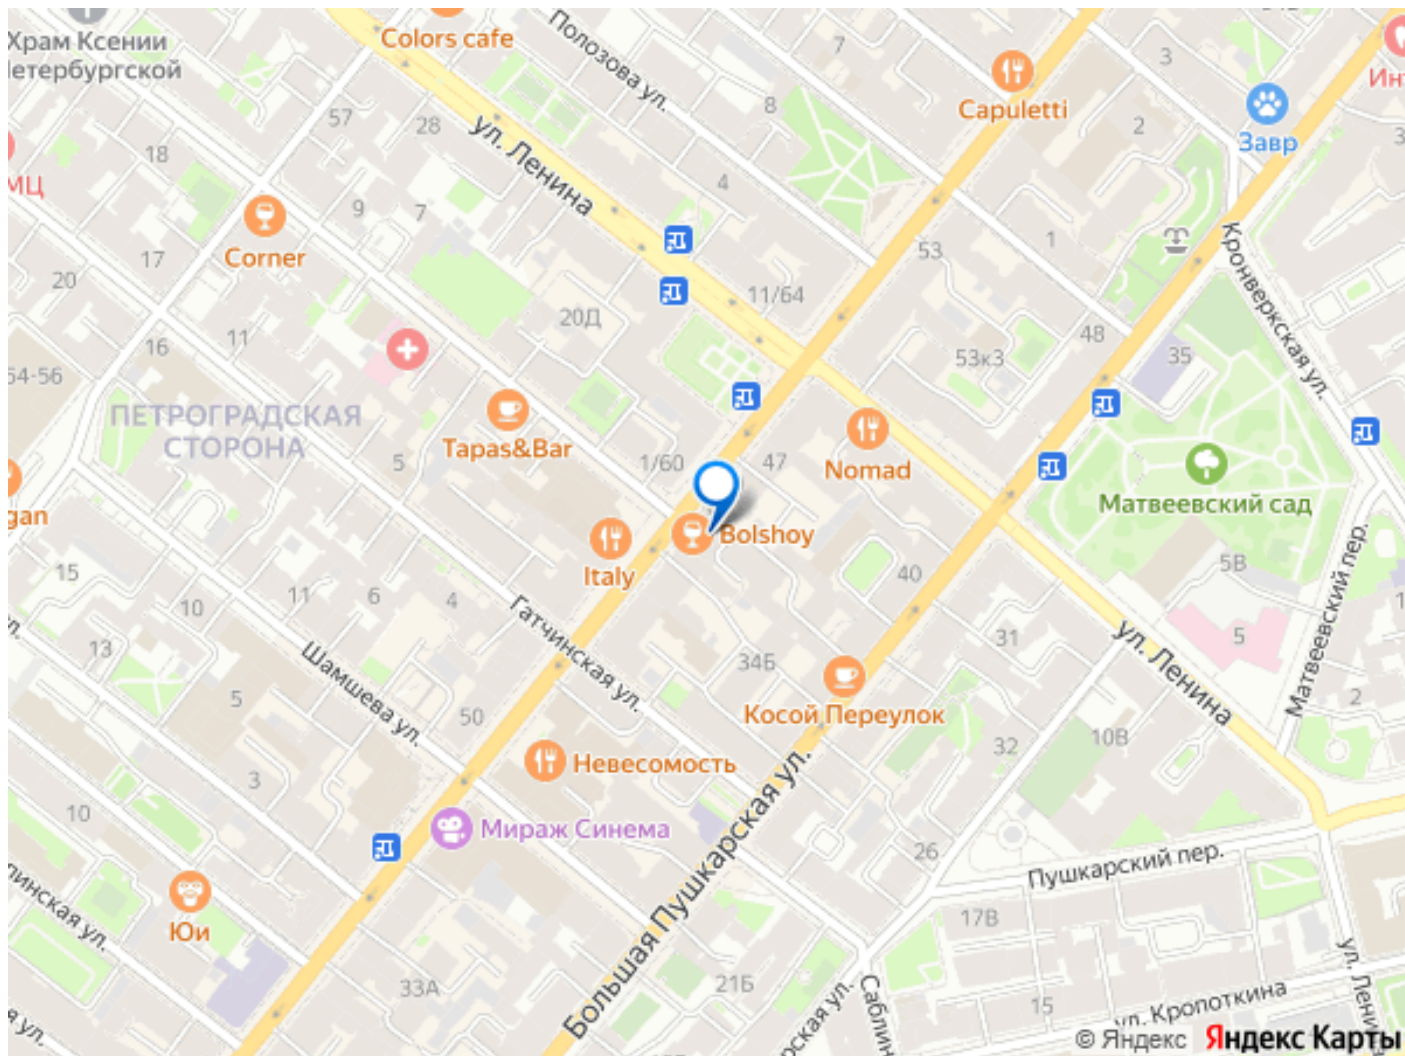 Храм Ксении
Петербургской
Colors cafe
Полозова ул.
7
3
Capuletti
Завр
57
28
8
2
ул. Ленина
18
МЦ
4
9
7
Corner
17
20
53
1
Кронверкская ул.
11/64
20Д
11
16
48
35
53к3
54-56
ПЕТРОГРАДСКАЯ
СТОРОНА
Tapas&Bar
5
1/60
47
Nomad
Матвеевский сад
Bolshoy
Italy
15
10
11
6
4
40
5В
5
Матвеевский пер.
Гатчинская ул.
13
Шамшева ул.
31
ул. Ленина
34Б
5
50
Косой Переулок
2
32
10В
Невесомость
3
10
Мираж Синема
Большая Пушкарская ул.
26
Пушкарский пер.
Юи
17В
33А
21Б
15
ул. Кропоткина
© Яндекс Яндекс Карты